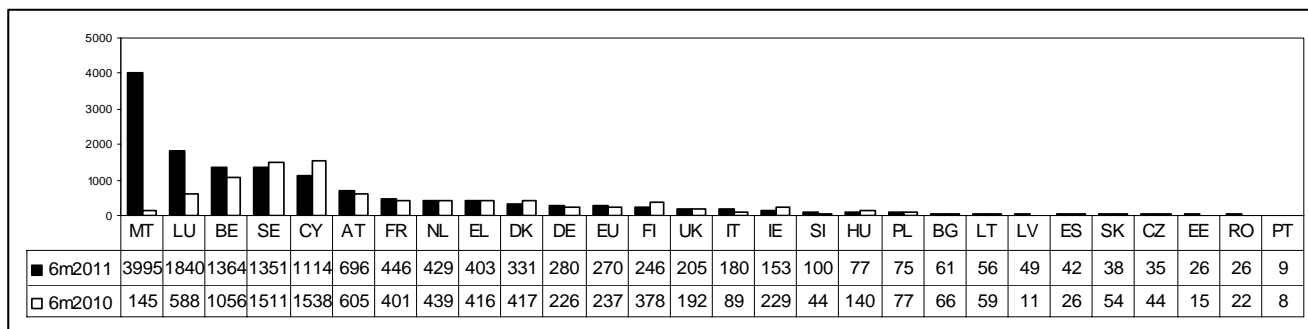 5000
4000
3000
2000
1000
0
MT LU BE SE CY AT FR NL EL DK DE EU FI UK IT IE SI HU PL BG LT LV ES SK CZ EE RO PT
6m2011 3995 1840 1364 1351 1114 696 446 429 403 331 280 270 246 205 180 153 100 77 75 61 56 49 42 38 35 26 26 9
6m2010 145 588 1056 1511 1538 605 401 439 416 417 226 237 378 192 89 229 44 140 77 66 59 11 26 54 44 15 22 8